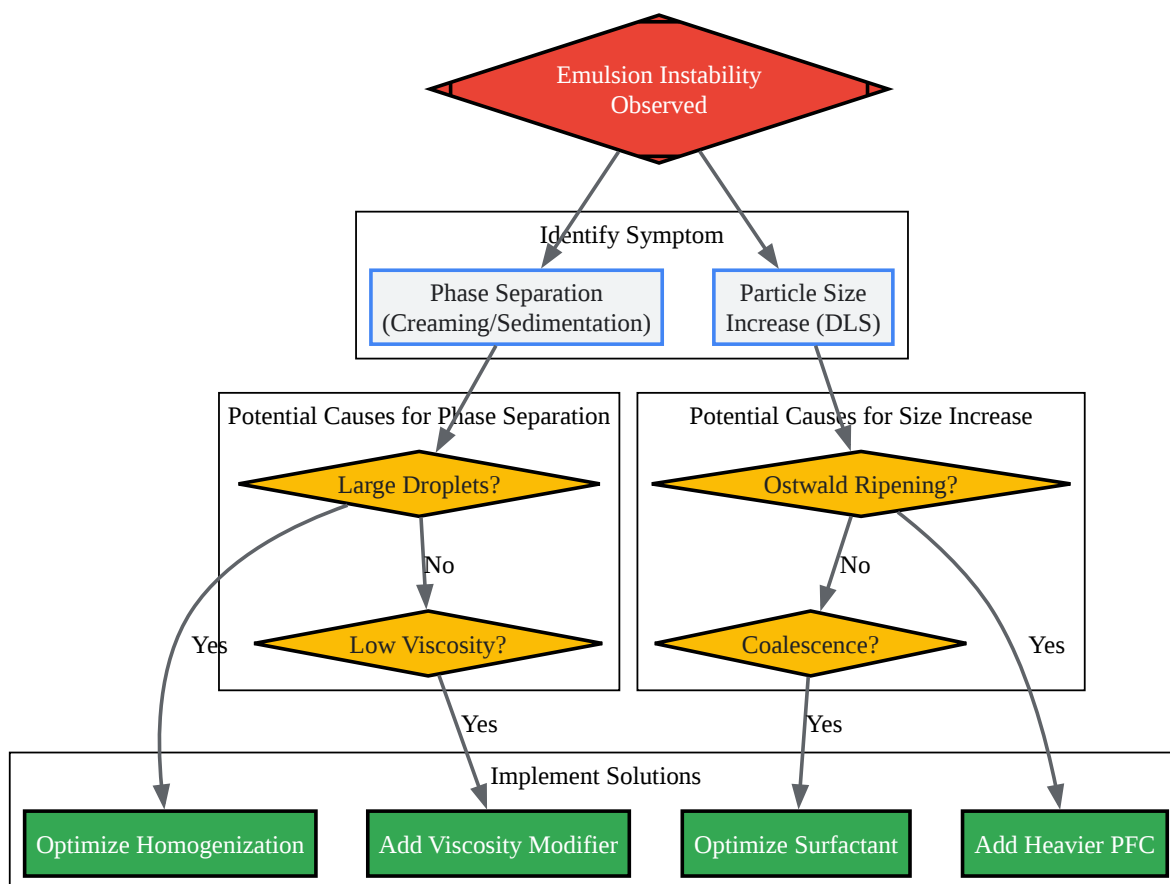 Emulsion Instability
Observed
Identify Symptom
Phase Separation
(Creaming/Sedimentation)
Particle Size
Increase (DLS)
Potential Causes for Phase Separation
Potential Causes for Size Increase
Large Droplets?
Ostwald Ripening?
No
No
Yes
Low Viscosity?
Coalescence?
Yes
Yes
Yes
Implement Solutions
Optimize Homogenization
Add Viscosity Modifier
Optimize Surfactant
Add Heavier PFC